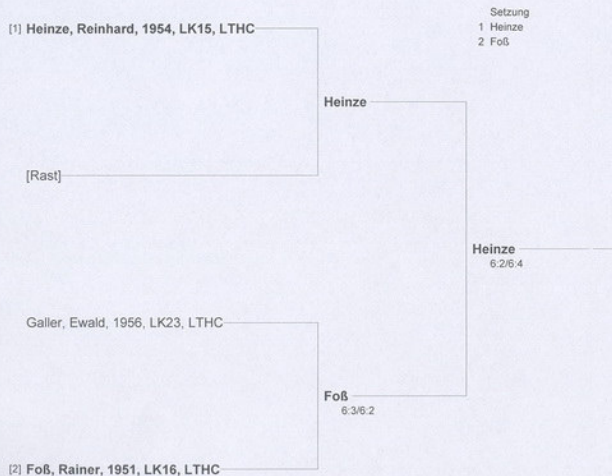 Setzung
1 Heinze
2 Foß
[1] Heinze, Reinhard, 1954, LK15, LTHC
Heinze
[Rast]
Heinze
6:2/6:4
Galler, Ewald, 1956, LK23, LTHC
Foß
6:3/6:2
[2] Foß, Rainer, 1951, LK16, LTHC